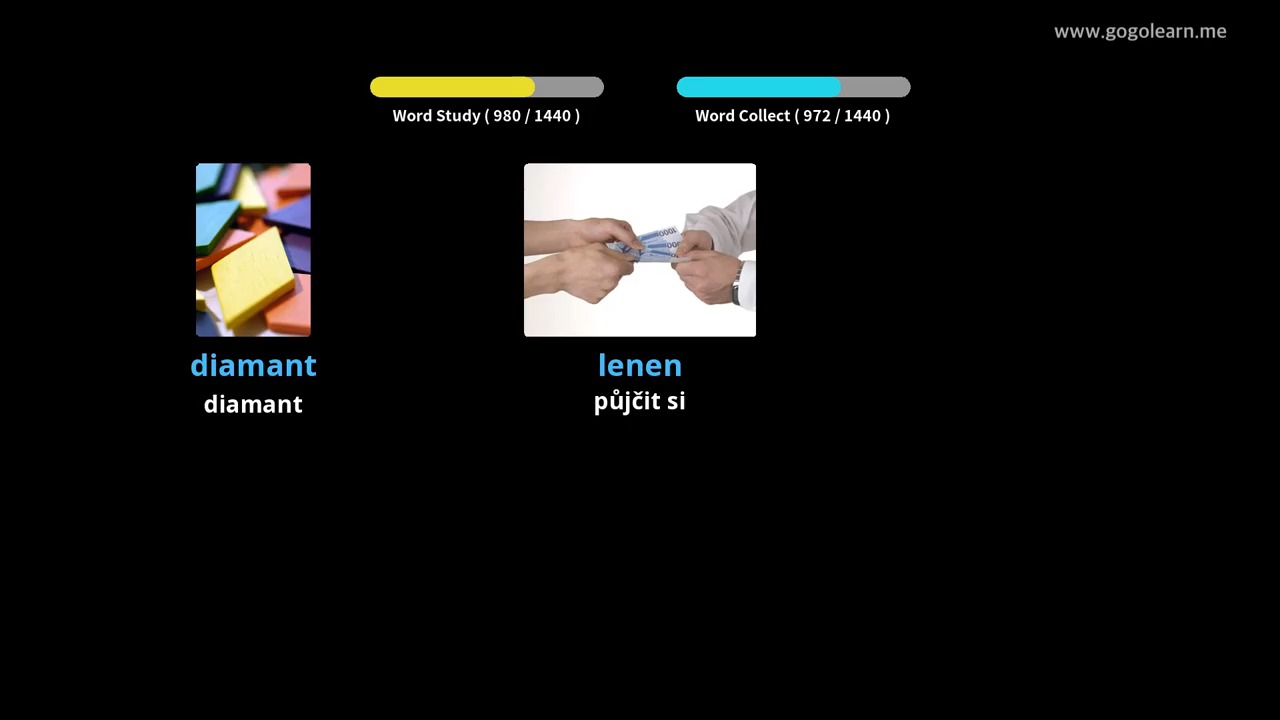 www.gogolearn.me
Word Study ( 980 / 1440 )
Word Collect ( 972 / 1440 )
diamant
diamant
lenen
půjčit si